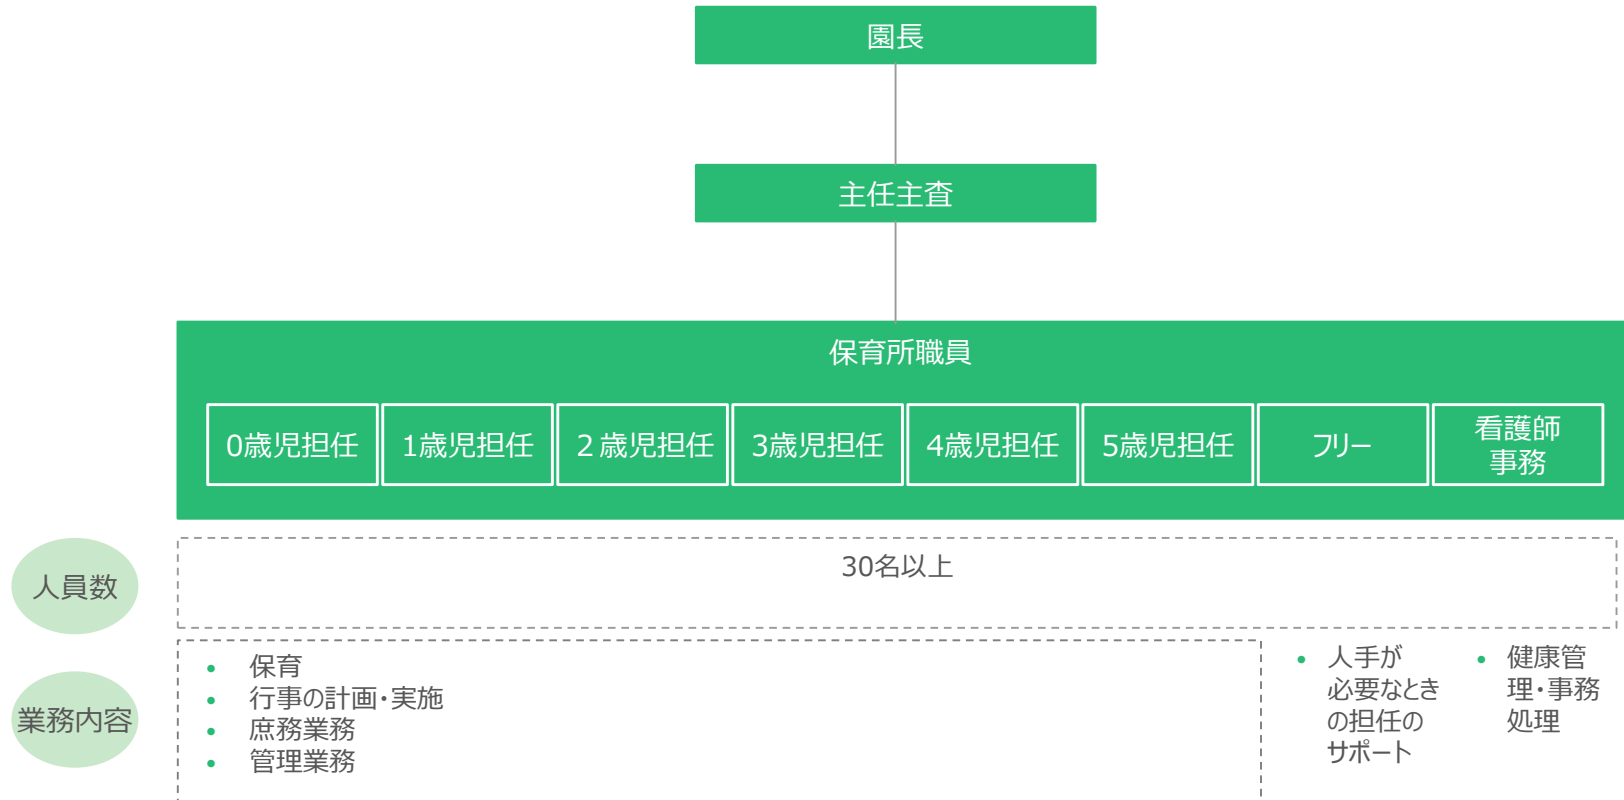 園長
主任主査
保育所職員
0歳児担任
1歳児担任
２歳児担任
3歳児担任
4歳児担任
5歳児担任
フリー
看護師
事務
人員数
30名以上
業務内容
• 保育
• 行事の計画・実施
• 庶務業務
• 管理業務
• 人手が
必要なとき
の担任の
サポート
• 健康管
理・事務
処理